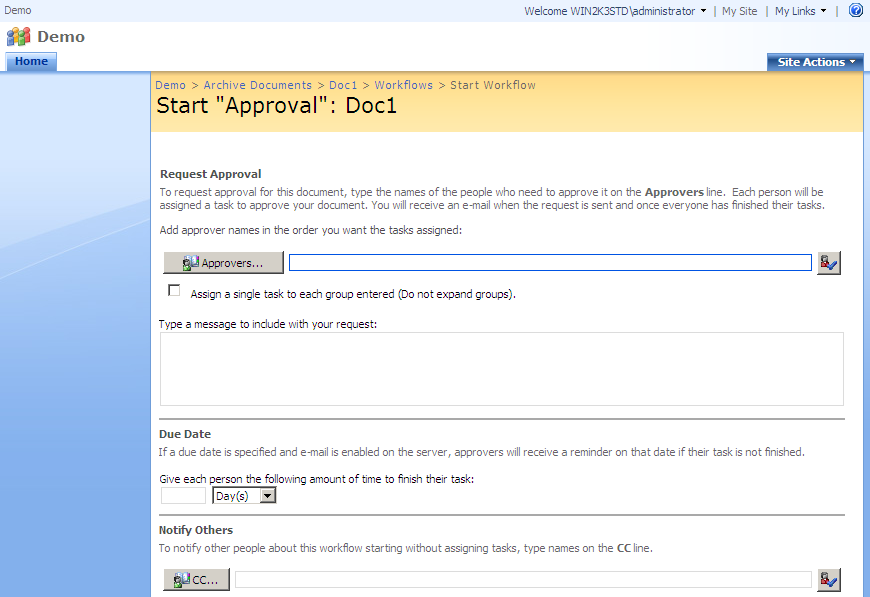 Demo
Welcome WIN2K3STD\administrator | My Site | My Links |
Demo
Home
Site Actions
Demo > Archive Documents > Doc1 > Workflows > Start Workflow
Start "Approval": Doc1
Request Approval
To request approval for this document, type the names of the people who need to approve it on the Approvers line. Each person will be
assigned a task to approve your document. You will receive an e-mail when the request is sent and once everyone has finished their tasks.
Add approver names in the order you want the tasks assigned:
Approvers...
Assign a single task to each group entered (Do not expand groups).
Type a message to include with your request:
Due Date
If a due date is specified and e-mail is enabled on the server, approvers will receive a reminder on that date if their task is not finished.
Give each person the following amount of time to finish their task:
Day(s)
Notify Others
To notify other people about this workflow starting without assigning tasks, type names on the CC line.
CC...